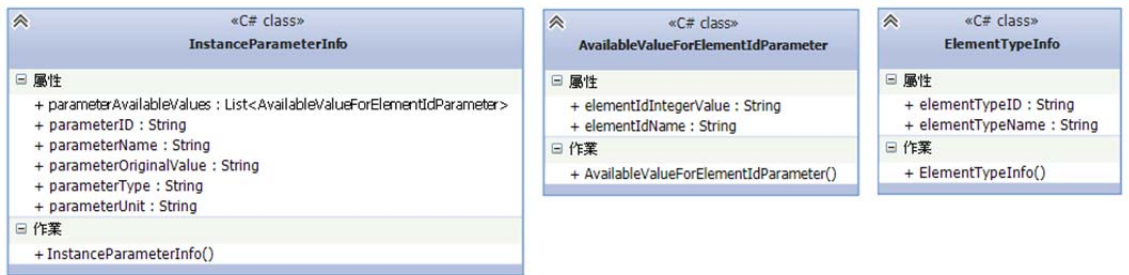 «C# class»
InstanceParameterInfo
屬性
+ parameterAvailableValues : List<AvailableValueForElementIdParameter>
+ parameterID : String
+ parameterName : String
+ parameterOriginalValue : String
+ parameterType : String
+ parameterUnit : String
作業
+ InstanceParameterInfo()
«C# class»
AvailableValueForElementIdParameter
屬性
+ elementIdIntegerValue : String
+ elementIdName : String
作業
+ AvailableValueForElementIdParameter()
«C# class»
ElementTypeInfo
屬性
+ elementTypeID : String
+ elementTypeName : String
作業
+ ElementTypeInfo()